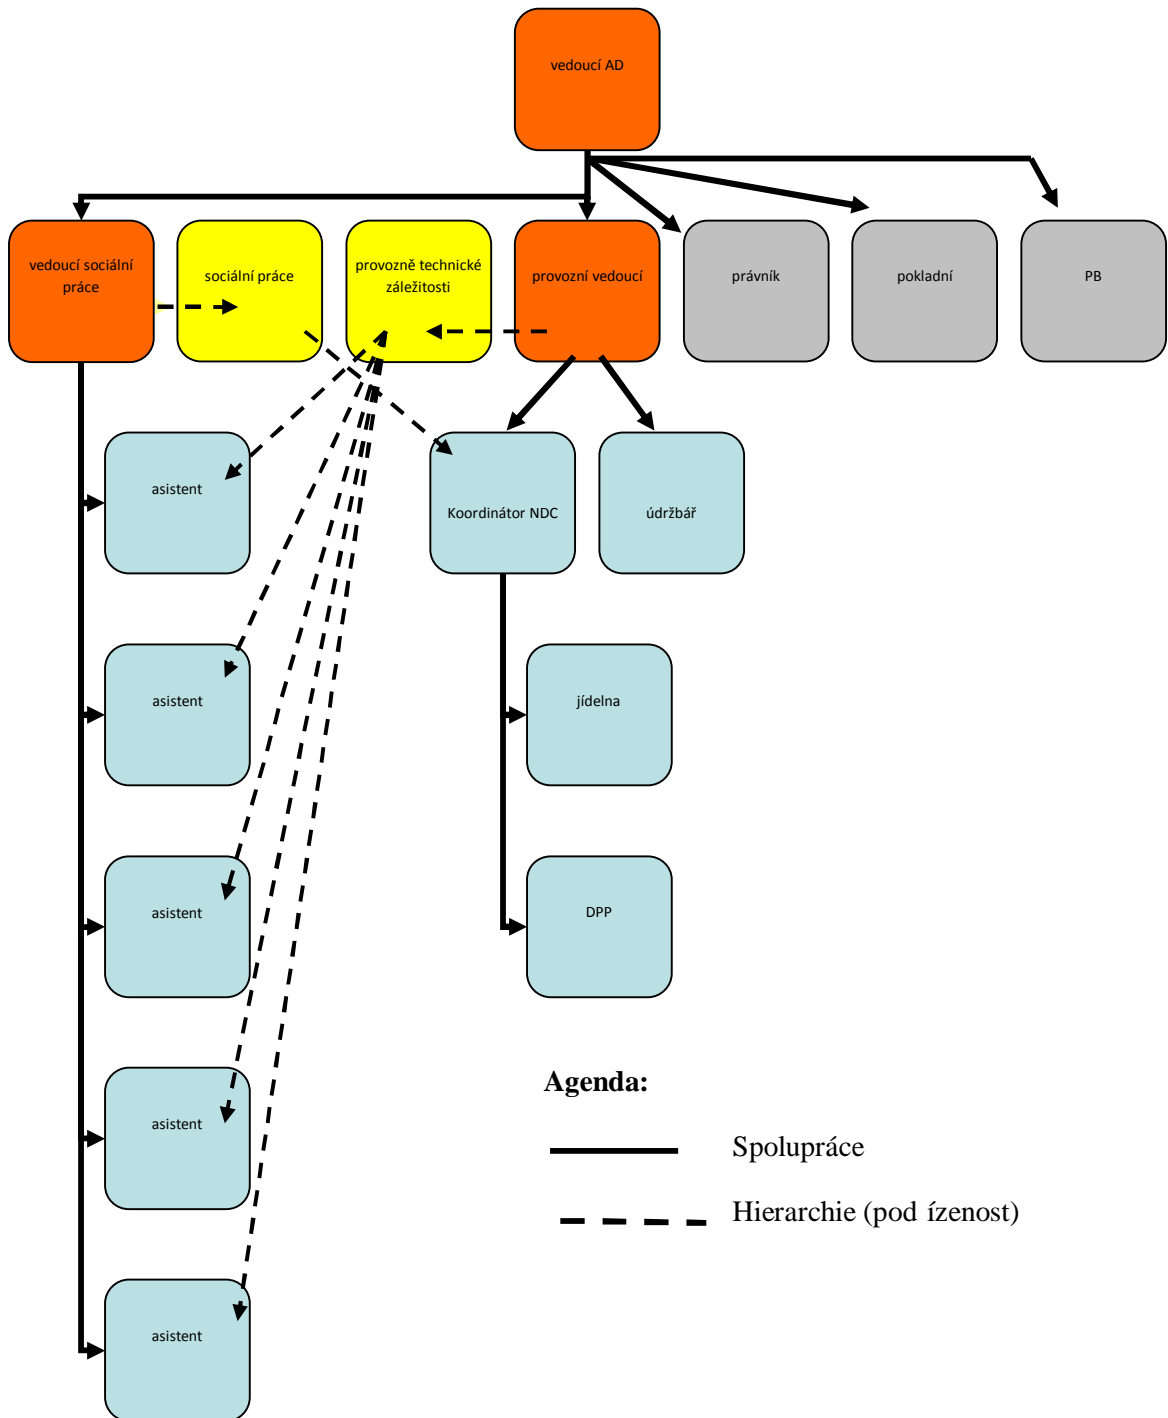 vedoucí AD
vedoucí sociální
práce
sociální práce
provozně technické
záležitosti
provozní vedoucí
právník
pokladní
PB
asistent
Koordinátor NDC
údržbář
asistent
jídelna
asistent
DPP
Agenda:
asistent
Spolupráce
Hierarchie (pod ízenost)
asistent